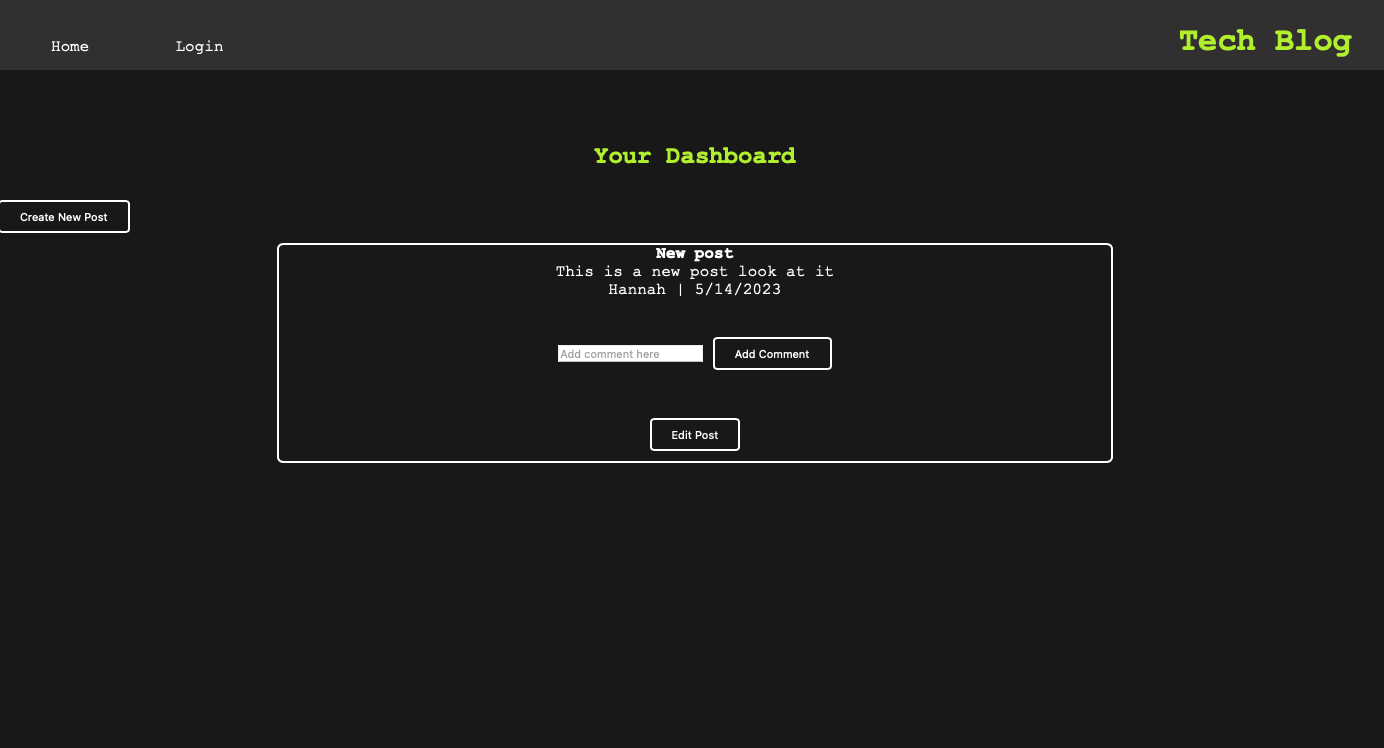 Home Login Tech Blog
Your Dashboard
Create New Post
New post
This is a new post look at it
Hannah | 5/14/2023
Add comment here Add Comment
Edit Post